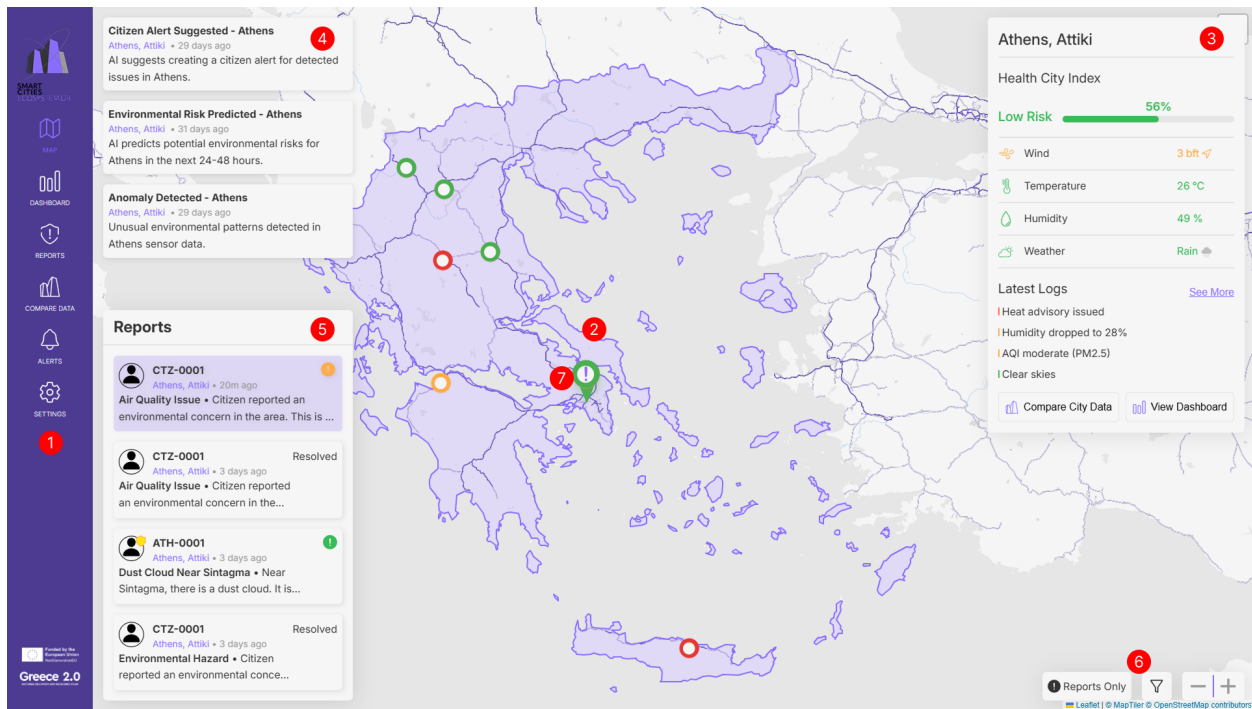 SMART
CITIES
ECOSYSTEM
MAP
DASHBOARD
REPORTS
COMPARE DATA
ALERTS
SETTINGS
1
Funded by the
European Union
NextGenerationEU
Greece 2.0
Citizen Alert Suggested - Athens
4
Athens, Attiki • 29 days ago
AI suggests creating a citizen alert for detected
issues in Athens.
Environmental Risk Predicted - Athens
Athens, Attiki • 31 days ago
AI predicts potential environmental risks for
Athens in the next 24-48 hours.
Anomaly Detected - Athens
Athens, Attiki • 29 days ago
Unusual environmental patterns detected in
Athens sensor data.
Reports
5
CTZ-0001
Athens, Attiki • 20m ago
Air Quality Issue • Citizen reported an
environmental concern in the area. This is ...
CTZ-0001 Resolved
Athens, Attiki • 3 days ago
Air Quality Issue • Citizen reported
an environmental concern in the...
ATH-0001
Athens, Attiki • 3 days ago
Dust Cloud Near Sintagma • Near
Sintagma, there is a dust cloud. It is...
CTZ-0001 Resolved
Athens, Attiki • 3 days ago
Environmental Hazard • Citizen
reported an environmental conce...
2
7
Athens, Attiki
3
Health City Index
56%
Low Risk
Wind 3 bft
Temperature 26 °C
Humidity 49 %
Weather Rain
Latest Logs See More
Heat advisory issued
Humidity dropped to 28%
AQI moderate (PM2.5)
Clear skies
Compare City Data View Dashboard
6
Reports Only
Leaflet | © MapTiler © OpenStreetMap contributors